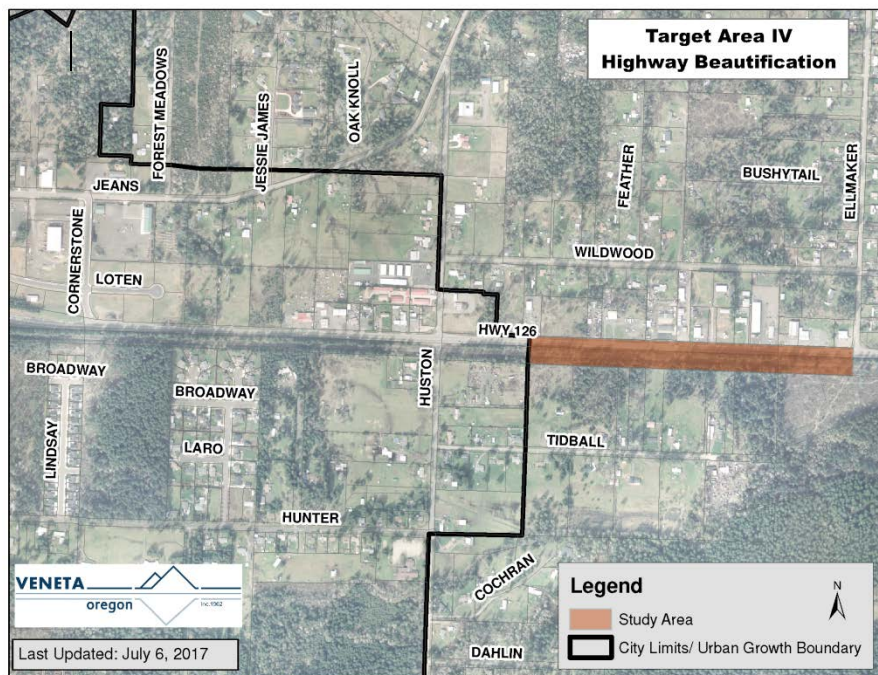 Target Area IV
Highway Beautification
FOREST MEADOWS
JESSIE JAMES
OAK KNOLL
FEATHER
BUSHYTAIL
ELLMAKER
JEANS
CORNERSTONE
LOTEN
WILDWOOD
HWY 126
HUSTON
BROADWAY
BROADWAY
LINDSAY
LARO
TIDBALL
HUNTER
COCHRAN
DAHLIN
VENETA
oregon
Inc.1962
Last Updated: July 6, 2017
Legend
N
Study Area
City Limits/ Urban Growth Boundary